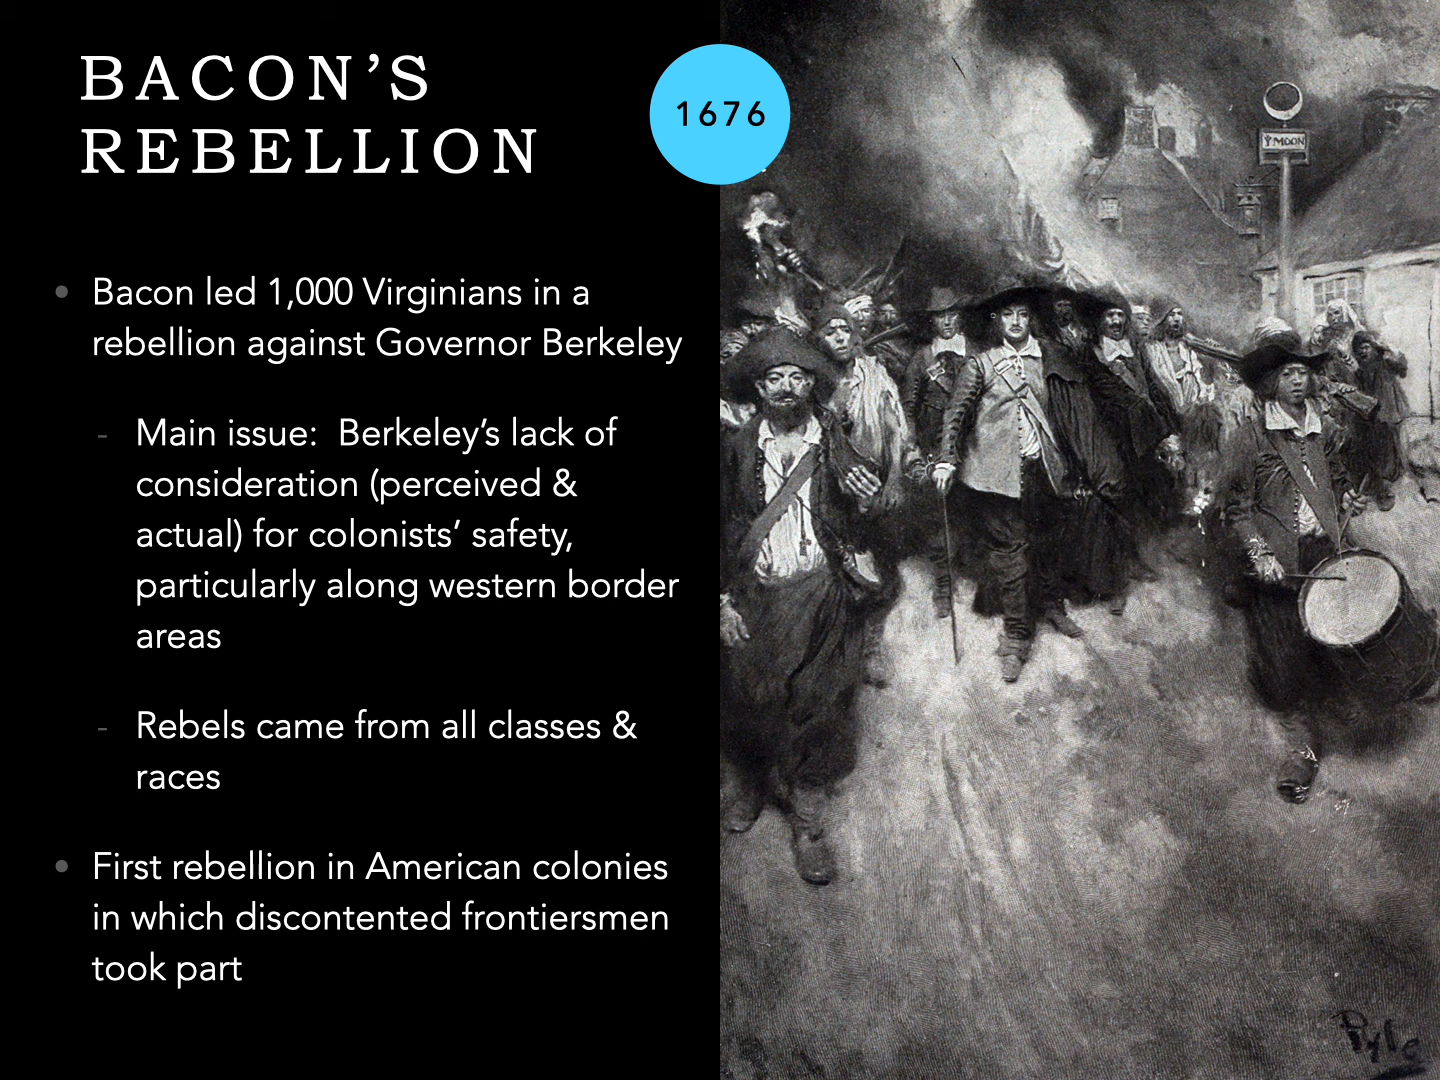 BACON’S
REBELLION
1676
• Bacon led 1,000 Virginians in a
rebellion against Governor Berkeley
- Main issue:  Berkeley’s lack of
consideration (perceived &
actual) for colonists’ safety,
particularly along western border
areas
- Rebels came from all classes &
races
• First rebellion in American colonies
in which discontented frontiersmen
took part
Y MOON
Pyle